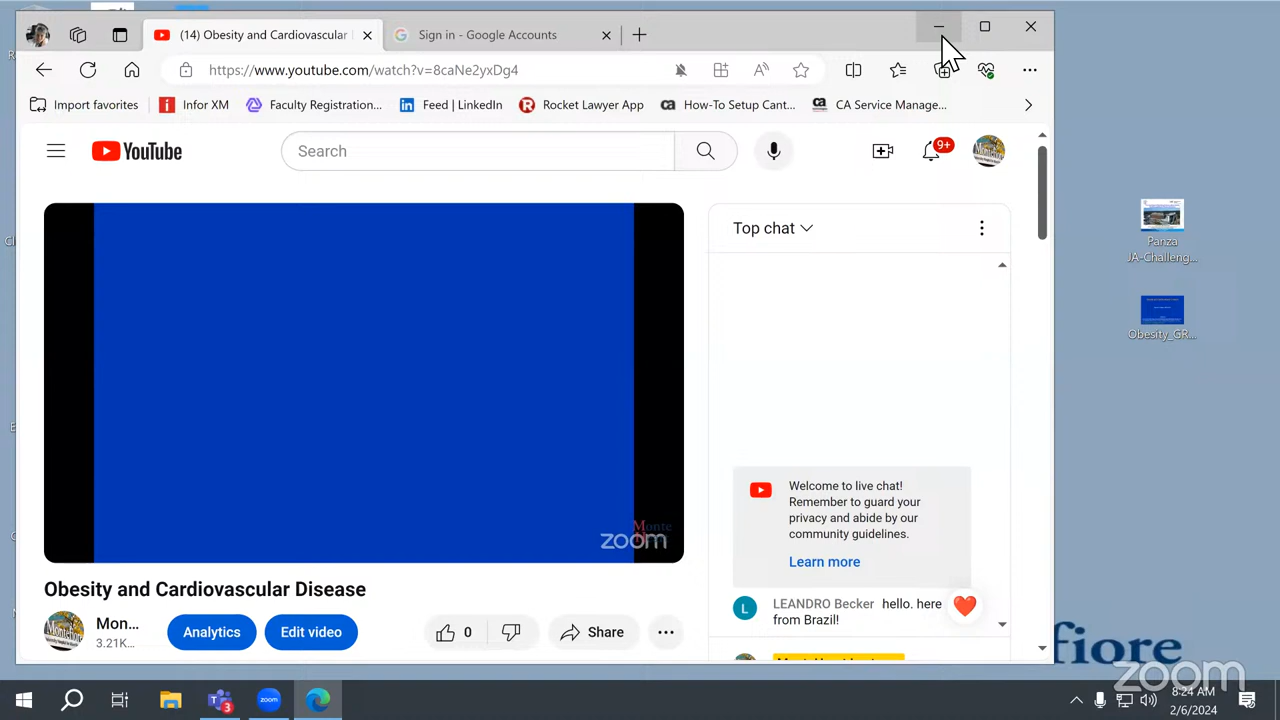 (14) Obesity and Cardiovascular
Sign in - Google Accounts
https://www.youtube.com/watch?v=8caNe2yxDg4
Import favorites
Infor XM
Faculty Registration...
Feed | LinkedIn
Rocket Lawyer App
How-To Setup Cant...
CA Service Manage...
YouTube
Search
9+
Top chat
Monte
zoom
Welcome to live chat!
Remember to guard your
privacy and abide by our
community guidelines.
Learn more
LEANDRO Becker hello. here
from Brazil!
Obesity and Cardiovascular Disease
Mon...
3.21K...
Analytics
Edit video
0
Share
Panza
JA-Challeng...
Obesity_GR...
fiore
zoom
3
zoom
8:24 AM
2/6/2024